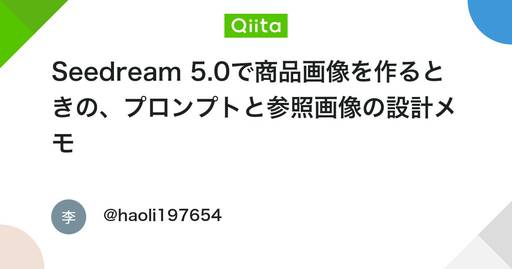 Qiita
Seedream 5.0で商品画像を作る“と
きの、プロンプトと参照画像の設計メ
モ
李
@haoli197654